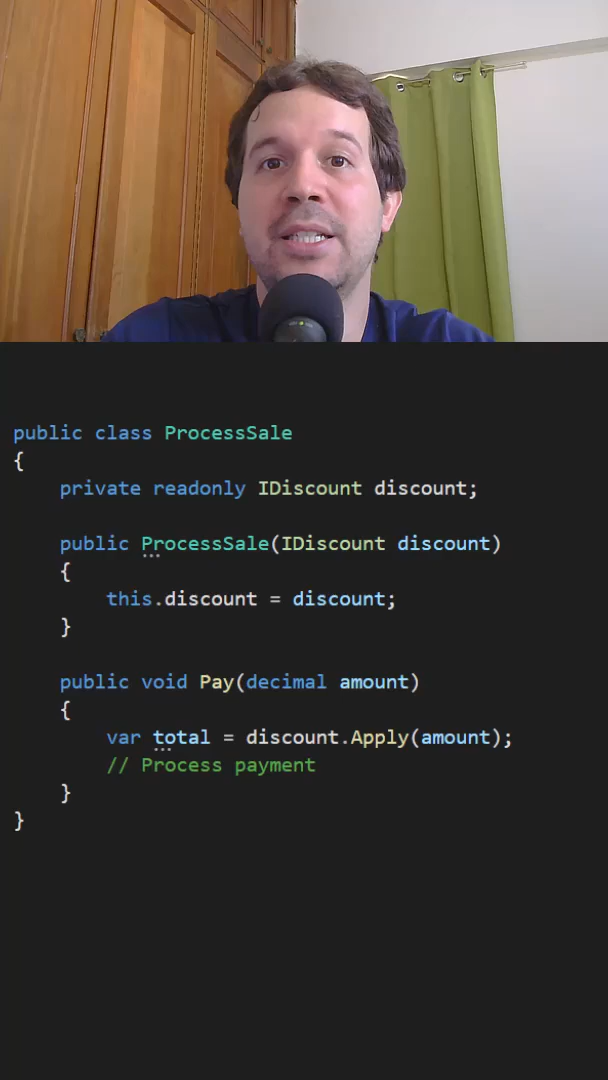 public class ProcessSale
{
    private readonly IDiscount discount;

    public ProcessSale(IDiscount discount)
    {
        this.discount = discount;
    }

    public void Pay(decimal amount)
    {
        var total = discount.Apply(amount);
        // Process payment
    }
}